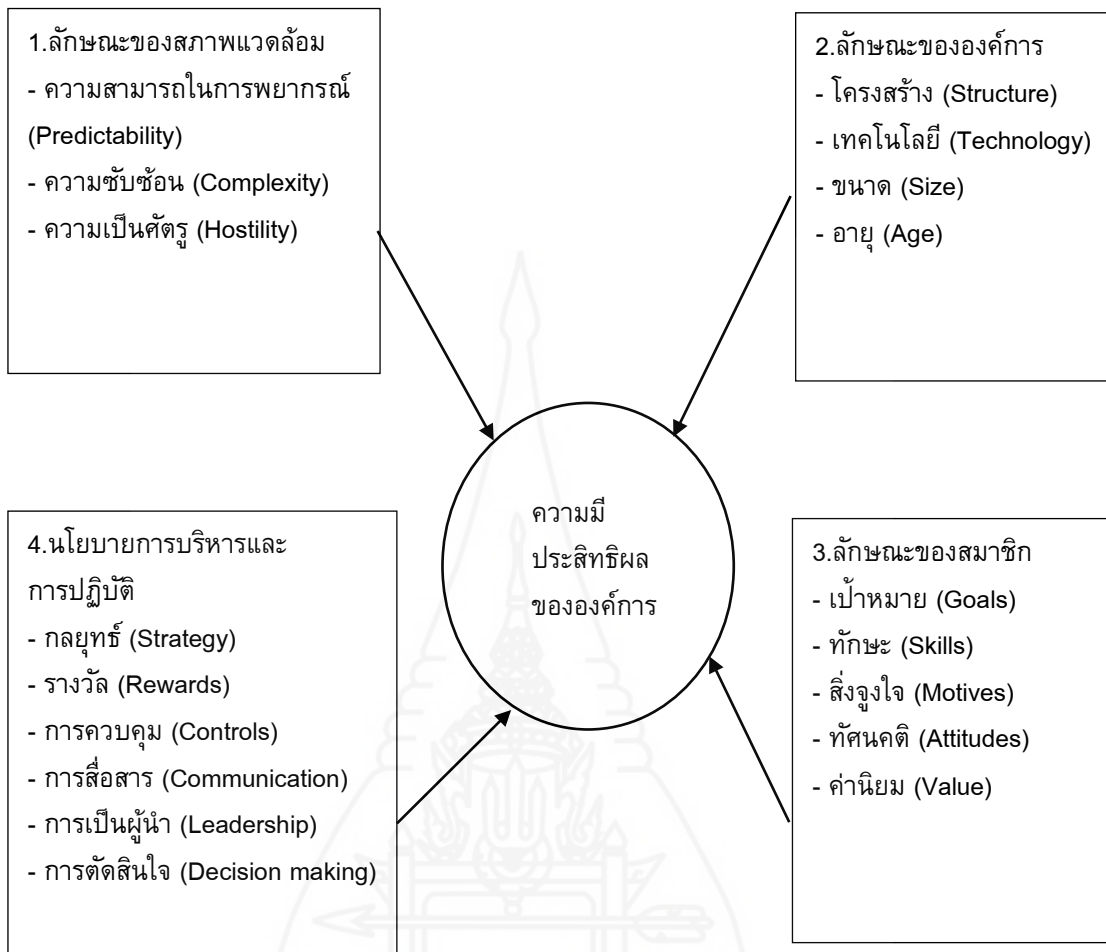 1.ลักษณะของสภาพแวดล้อม
- ความสามารถในการพยากรณ์
(Predictability)
- ความซับซ้อน (Complexity)
- ความเป็นศัตรู (Hostility)
2.ลักษณะขององค์การ
- โครงสร้าง (Structure)
- เทคโนโลยี (Technology)
- ขนาด (Size)
- อายุ (Age)
ความมี
ประสิทธิผล
ขององค์การ
4.นโยบายการบริหารและ
การปฏิบัติ
- กลยุทธ์ (Strategy)
- รางวัล (Rewards)
- การควบคุม (Controls)
- การสื่อสาร (Communication)
- การเป็นผู้นำ (Leadership)
- การตัดสินใจ (Decision making)
3.ลักษณะของสมาชิก
- เป้าหมาย (Goals)
- ทักษะ (Skills)
- สิ่งจูงใจ (Motives)
- ทัศนคติ (Attitudes)
- ค่านิยม (Value)